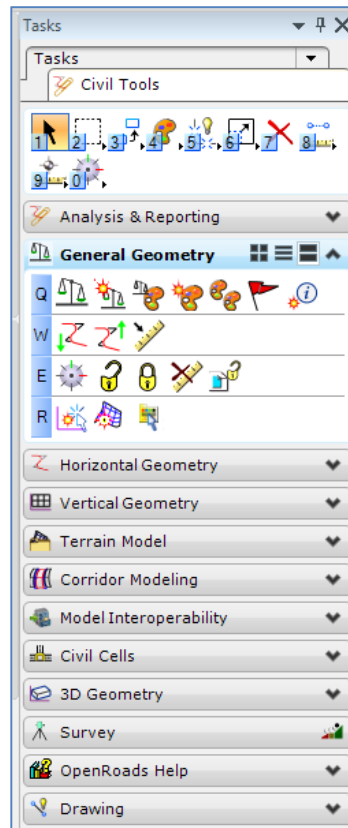 Tasks
Tasks
Civil Tools
1 2 3 4 5 6 7 8
9 0
Analysis & Reporting
General Geometry
Q
W
E
R
Horizontal Geometry
Vertical Geometry
Terrain Model
Corridor Modeling
Model Interoperability
Civil Cells
3D Geometry
Survey
OpenRoads Help
Drawing